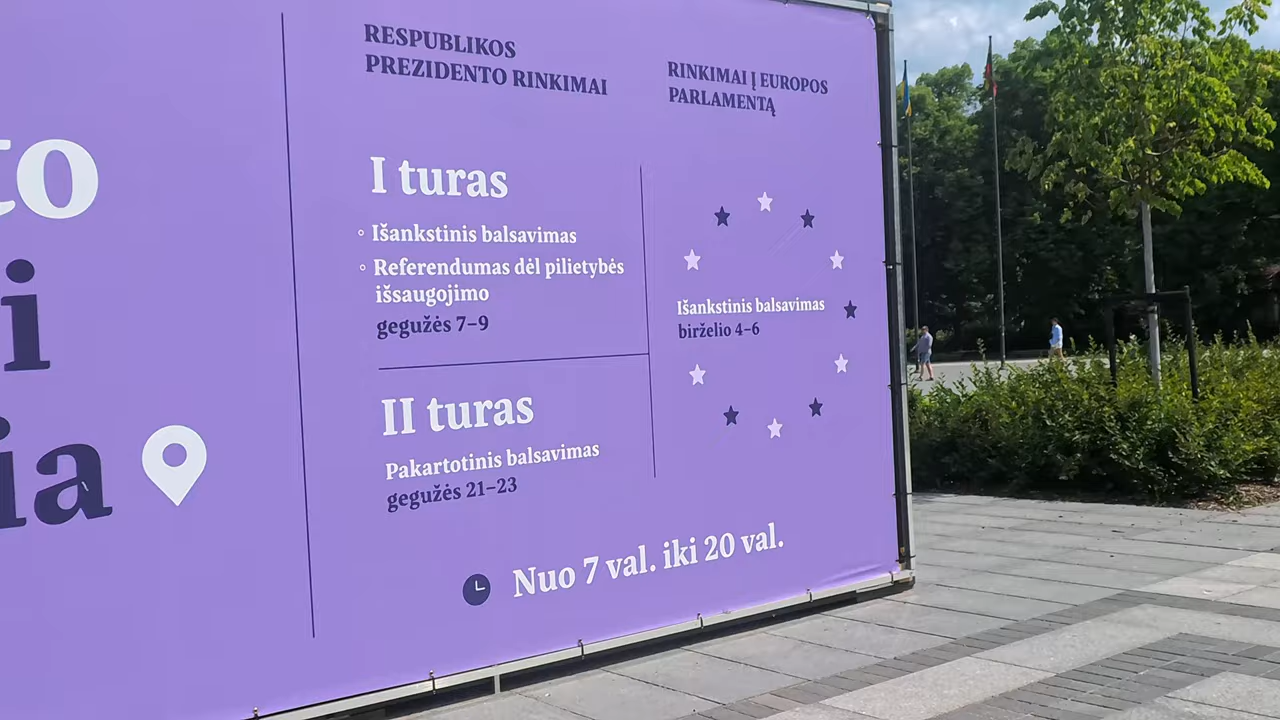 to
i
ia
RESPUBLIKOS
PREZIDENTO RINKIMAI
I turas
◦ Išankstinis balsavimas
◦ Referendumas dėl pilietybės
išsaugojimo
gegužės 7–9
II turas
Pakartotinis balsavimas
gegužės 21–23
RINKIMAI Į EUROPOS
PARLAMENTĄ
Išankstinis balsavimas
birželio 4–6
Nuo 7 val. iki 20 val.